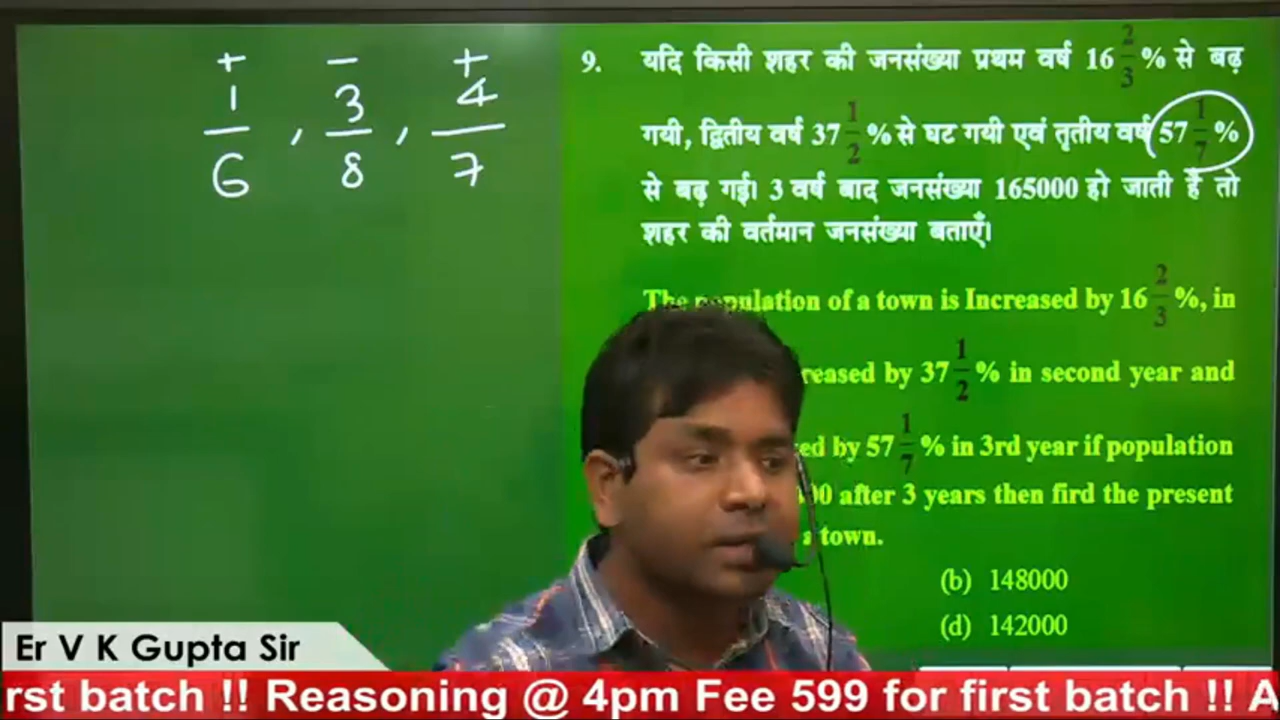 + − +
1/6 , 3/8 , 4/7
9. यदि किसी शहर की जनसंख्या प्रथम वर्ष 16 2/3 % से बढ़
गयी, द्वितीय वर्ष 37 1/2 % से घट गयी एवं तृतीय वर्ष 57 1/7 %
से बढ़ गई। 3 वर्ष बाद जनसंख्या 165000 हो जाती है तो
शहर की वर्तमान जनसंख्या बताएँ।
The population of a town is Increased by 16 2/3 %, in
reased by 37 1/2 % in second year and
ed by 57 1/7 % in 3rd year if population
00 after 3 years then fird the present
a town.
(b) 148000
(d) 142000
Er V K Gupta Sir
rst batch !! Reasoning @ 4pm Fee 599 for first batch !! A